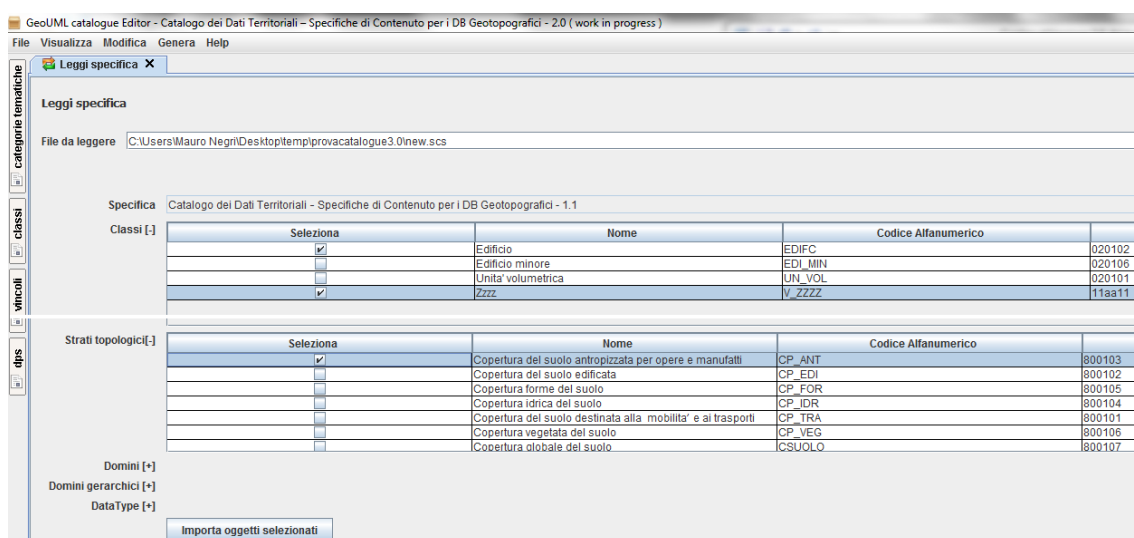 GeoUML catalogue Editor - Catalogo dei Dati Territoriali – Specifiche di Contenuto per i DB Geotopografici - 2.0 ( work in progress )
File Visualizza Modifica Genera Help
Leggi specifica X
categorie tematiche
classi
vincoli
dps
Leggi specifica
File da leggere C:\Users\Mauro Negri\Desktop\temp\provacatalogue3.0\new.scs
Specifica Catalogo dei Dati Territoriali – Specifiche di Contenuto per i DB Geotopografici - 1.1
Classi [-]
Seleziona Nome Codice Alfanumerico
Edificio EDIFC 020102
Edificio minore EDI_MIN 020106
Unita' volumetrica UN_VOL 020101
Zzzz V_ZZZZ 11aa11
Strati topologici[-]
Seleziona Nome Codice Alfanumerico
Copertura del suolo antropizzata per opere e manufatti CP_ANT 800103
Copertura del suolo edificata CP_EDI 800102
Copertura forme del suolo CP_FOR 800105
Copertura idrica del suolo CP_IDR 800104
Copertura del suolo destinata alla mobilita' e ai trasporti CP_TRA 800101
Copertura vegetata del suolo CP_VEG 800106
Copertura globale del suolo CSUOLO 800107
Domini [+]
Domini gerarchici [+]
DataType [+]
Importa oggetti selezionati